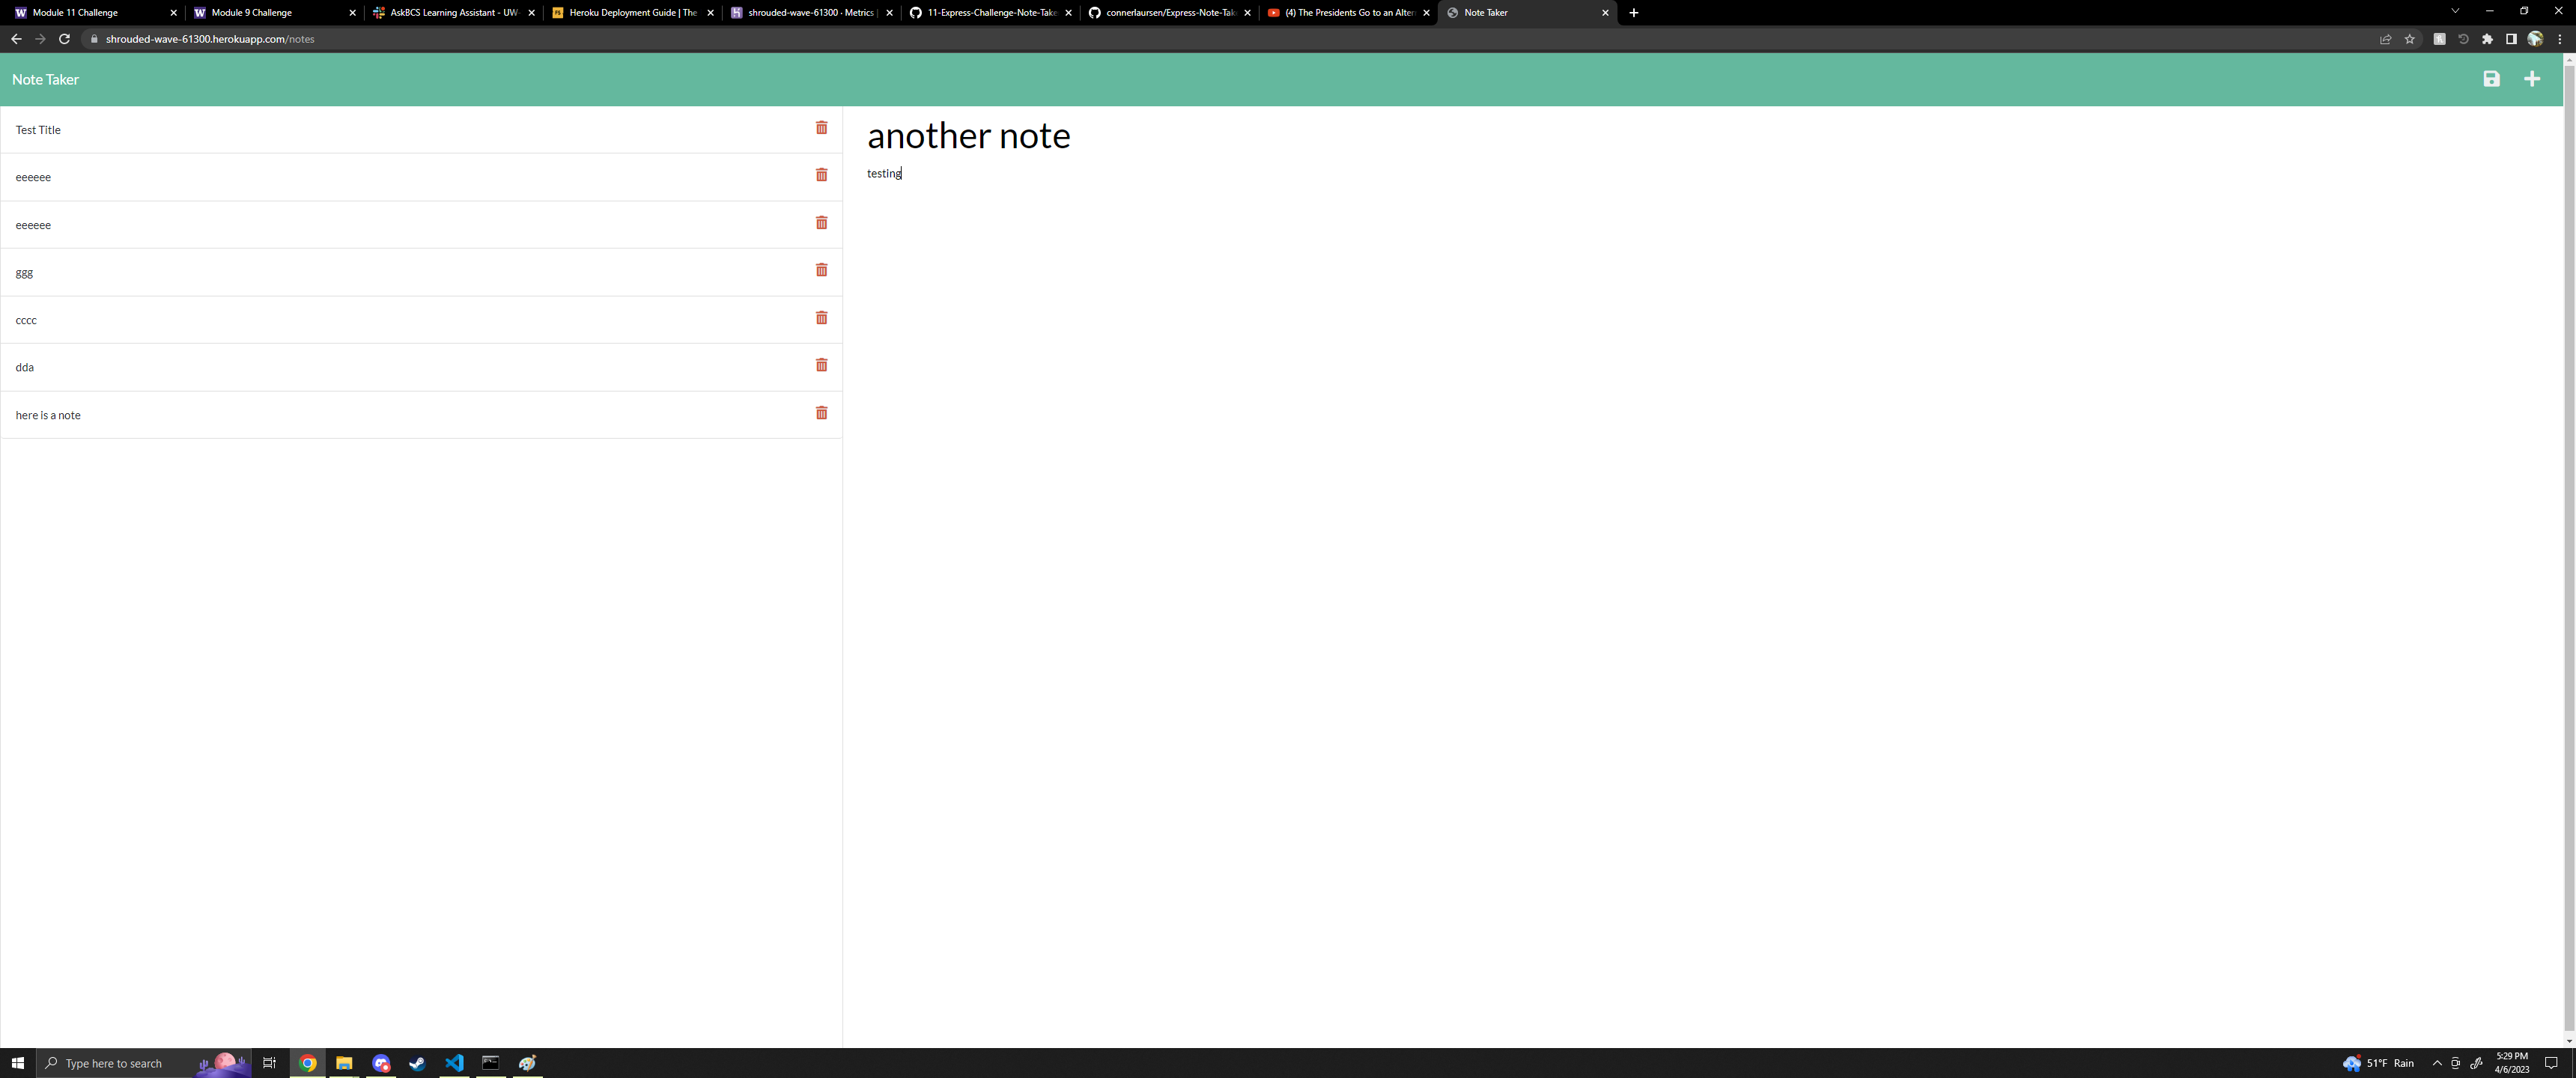 Module 11 Challenge
Module 9 Challenge
AskBCS Learning Assistant - UW-
Heroku Deployment Guide | The
shrouded-wave-61300 · Metrics |
11-Express-Challenge-Note-Take
connerlaursen/Express-Note-Tak
(4) The Presidents Go to an Altern
Note Taker
shrouded-wave-61300.herokuapp.com/notes
Note Taker
Test Title
eeeeee
eeeeee
ggg
cccc
dda
here is a note
another note
testing
Type here to search
51°F Rain
5:29 PM
4/6/2023